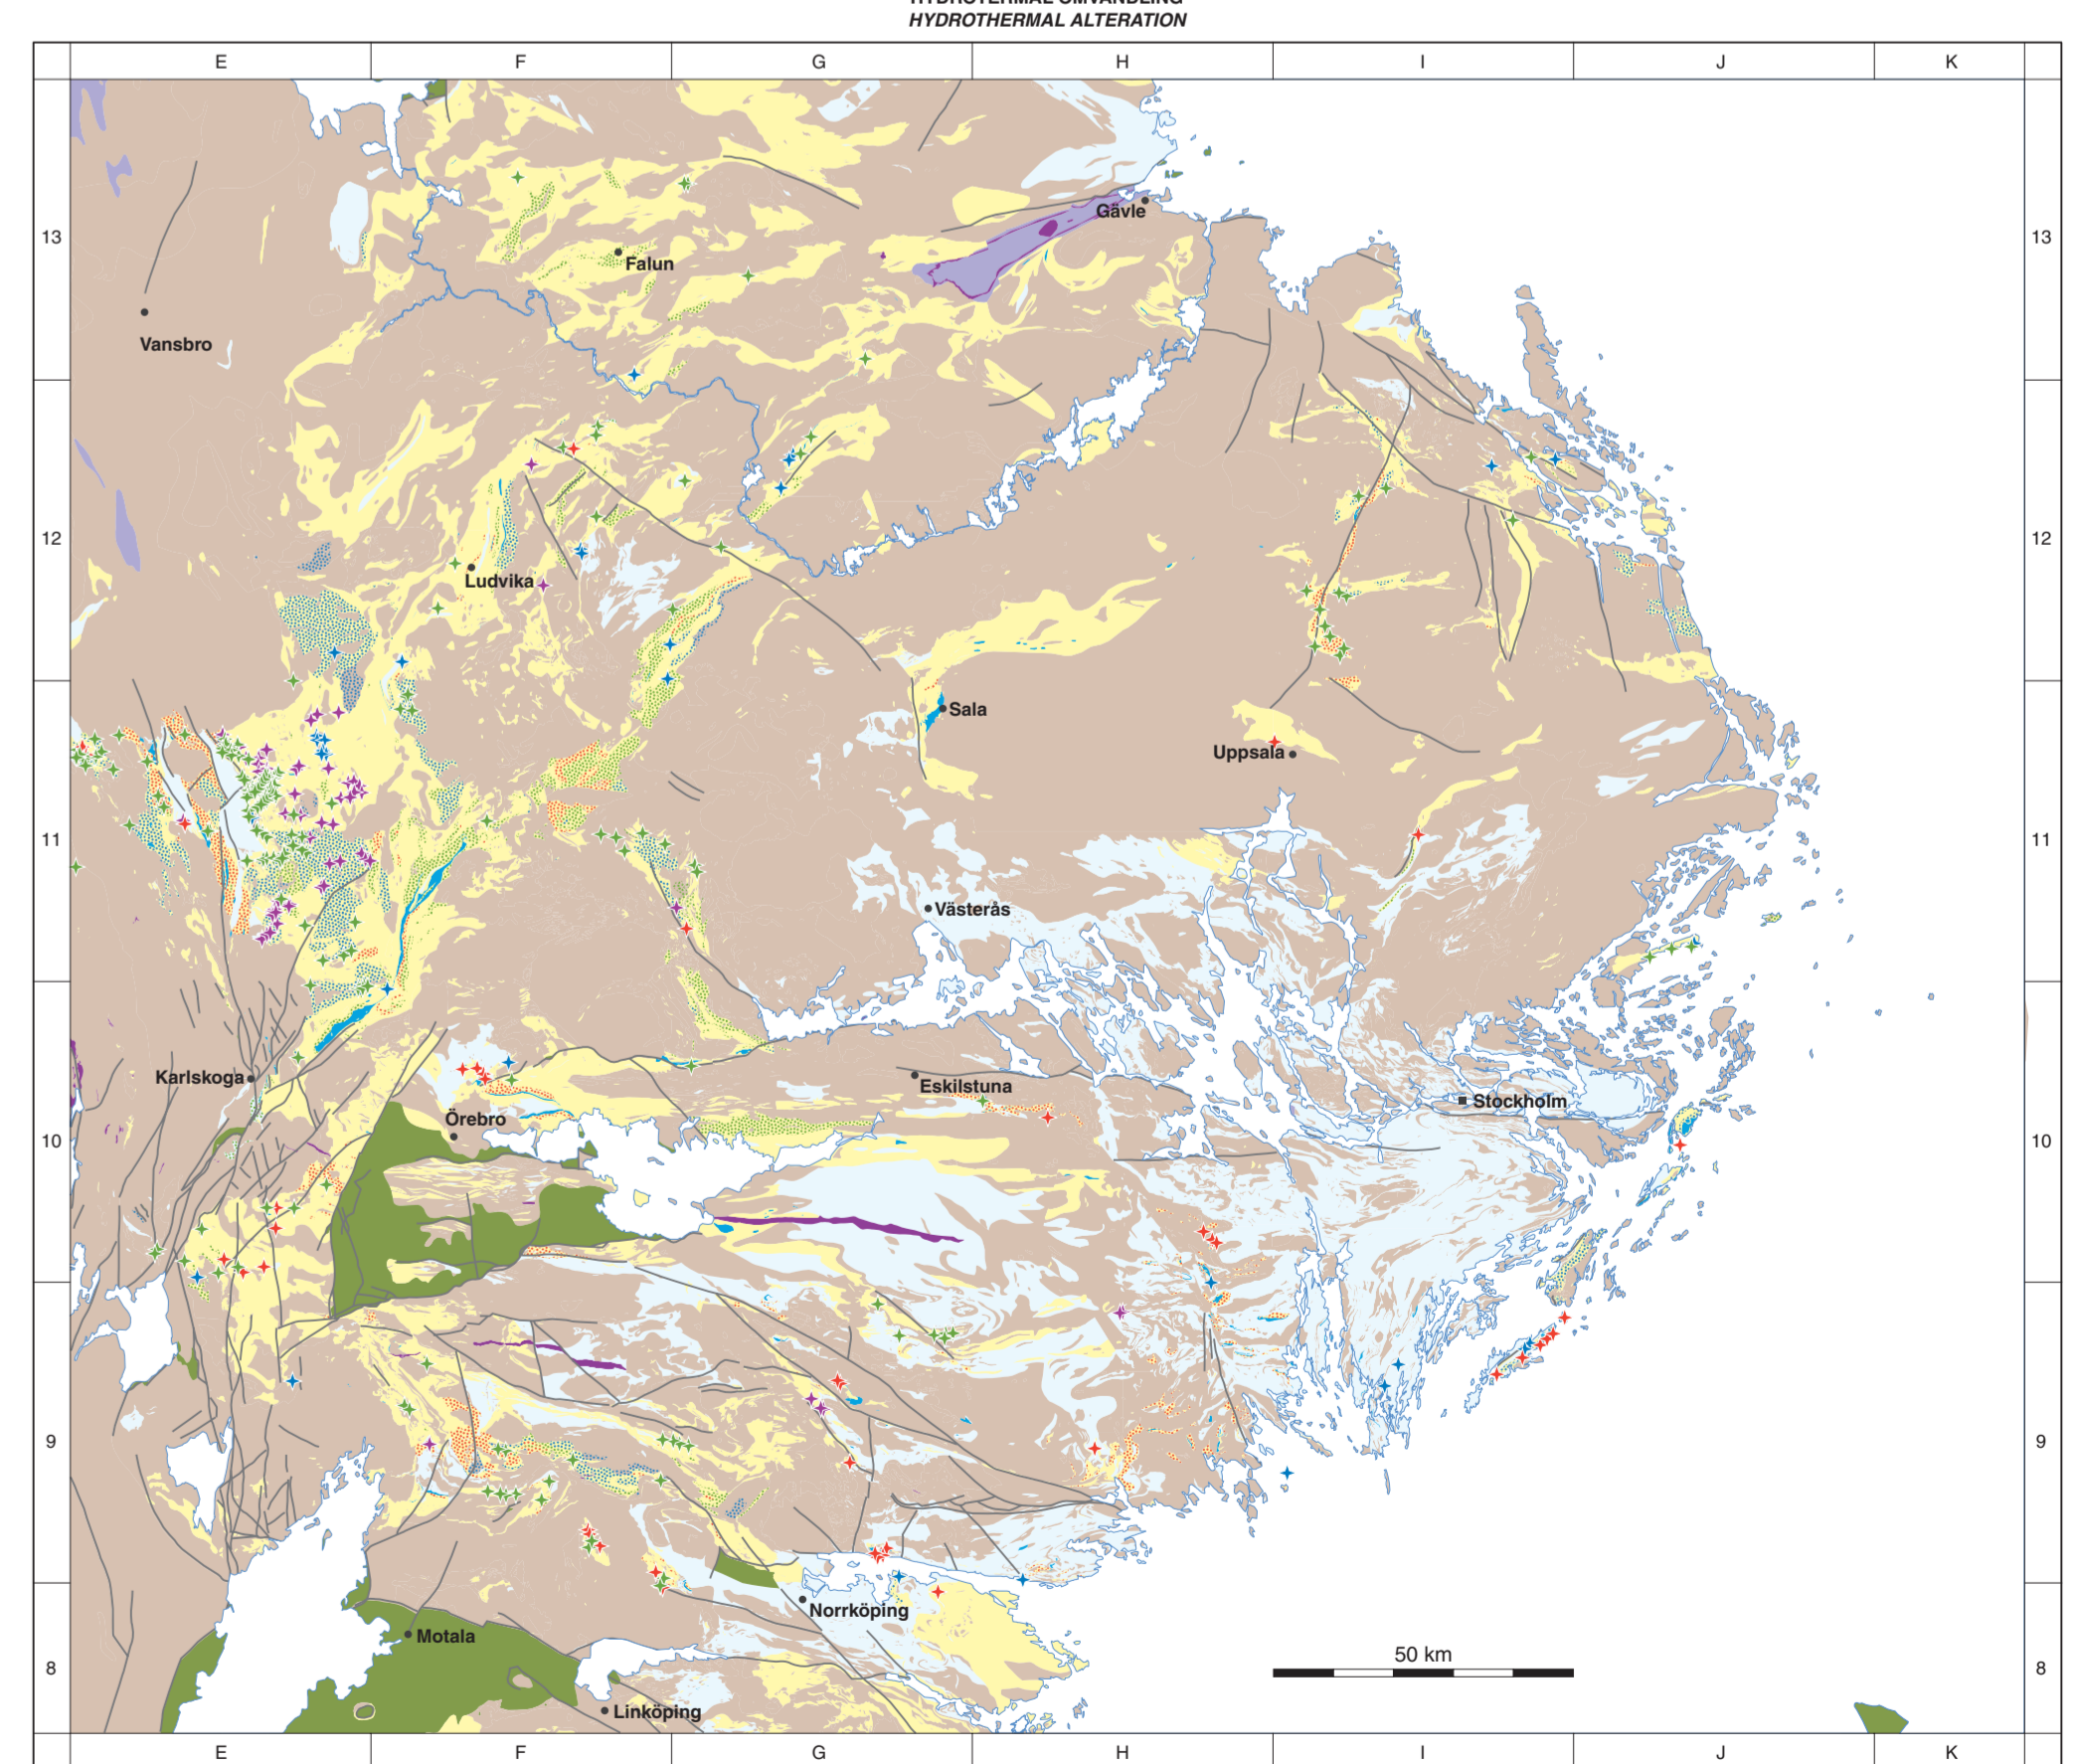 HYDROTERMAL OMVANDLING
HYDROTHERMAL ALTERATION
E F G H I J K
13 13
Gävle
Falun
Vansbro
12 12
Ludvika
Sala
Uppsala
11 11
Västerås
Karlskoga
Eskilstuna
Stockholm
Örebro
10 10
9 9
Norrköping
Motala
50 km
8 8
Linköping
E F G H I J K